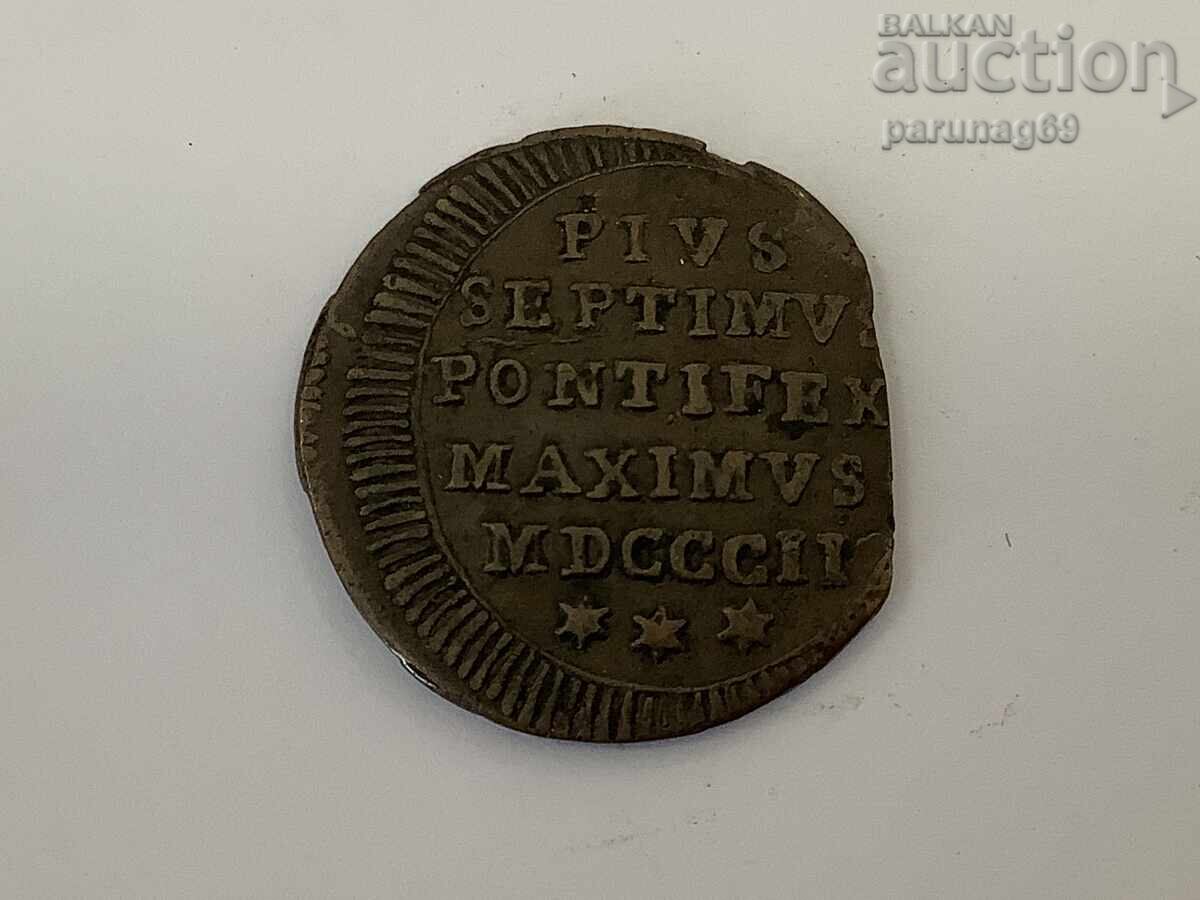 BALKAN
auction
parunag69
PIVS
SEPTIMVS
PONTIFEX
MAXIMVS
MDCCCII